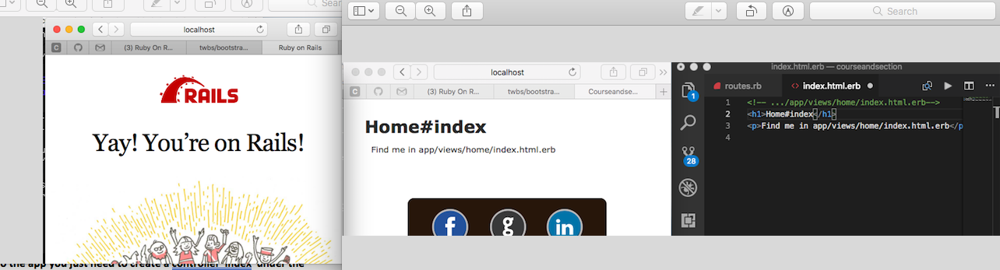 Sea
Search
localhost
(3) Ruby On R...
twbs/bootstra...
Ruby on Rails
RAILS
Yay! You’re on Rails!
o the app you just need to create a controller 'index' under the
localhost
C
(3) Ruby On R...
twbs/bootstra...
Courseandse...
Home#index
Find me in app/views/home/index.html.erb
f
g
in
index.html.erb — courseandsection
routes.rb
<> index.html.erb
1 <!-- .../app/views/home/index.html.erb-->
2 <h1>Home#index</h1>
3 <p>Find me in app/views/home/index.html.erb</p
4
1
28